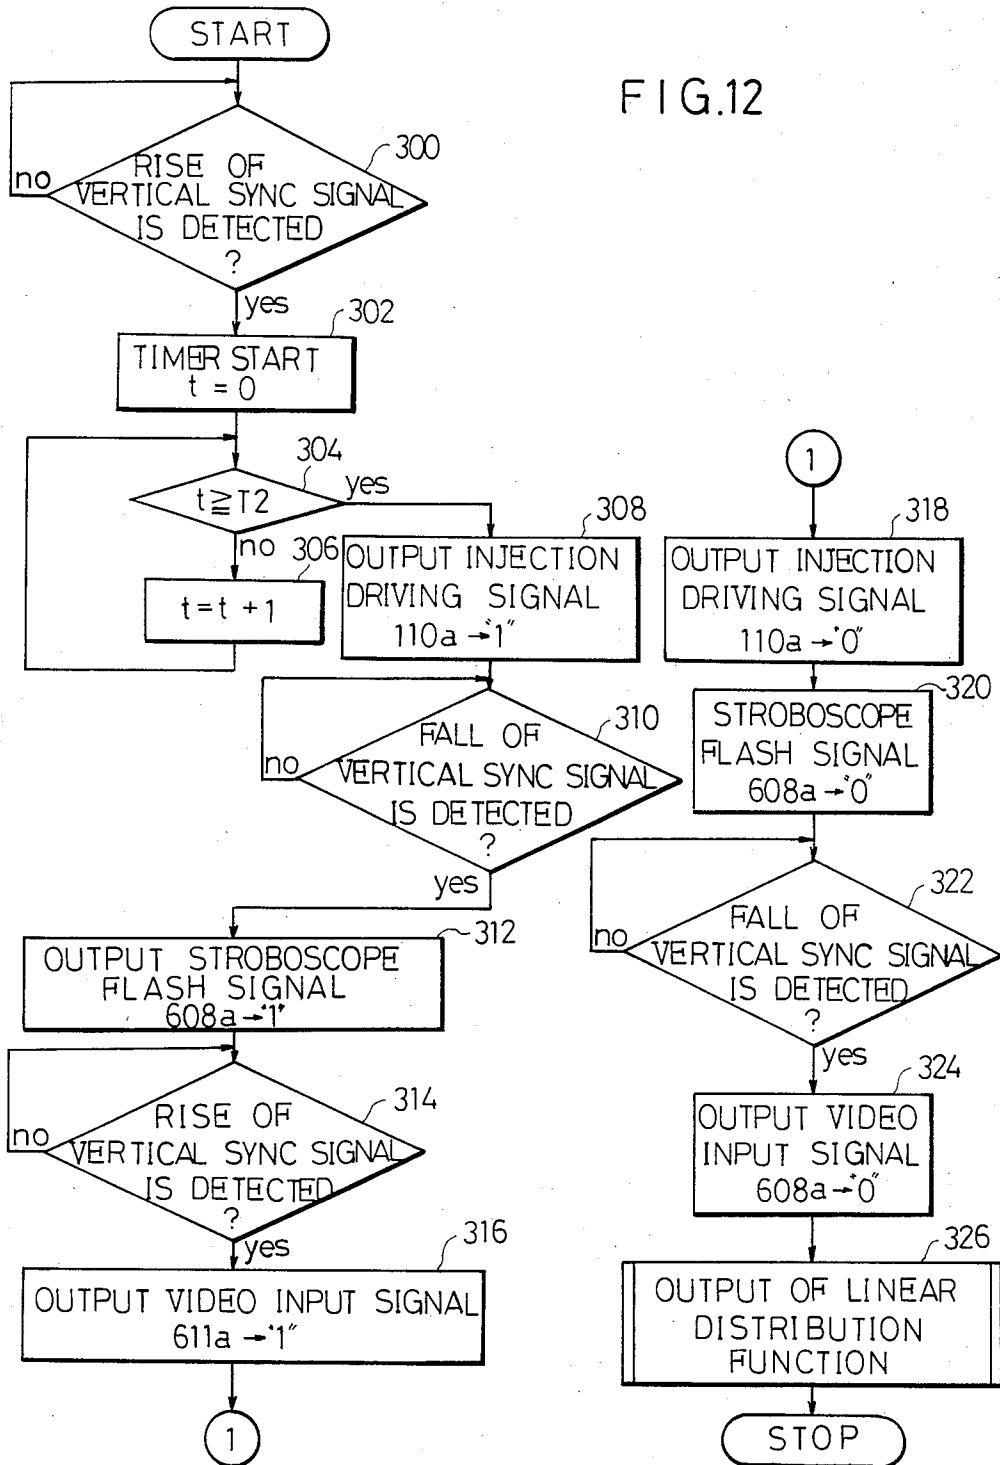 START
FIG.12
300
RISE OF
VERTICAL SYNC SIGNAL
IS DETECTED
?
no
yes
302
TIMER START
t = 0
304
t≧T2
yes
no
306
t=t+1
308
OUTPUT INJECTION
DRIVING SIGNAL
110a→"1"
310
FALL OF
VERTICAL SYNC SIGNAL
IS DETECTED
?
no
yes
312
OUTPUT STROBOSCOPE
FLASH SIGNAL
608a→"1"
314
RISE OF
VERTICAL SYNC SIGNAL
IS DETECTED
?
no
yes
316
OUTPUT VIDEO INPUT SIGNAL
611a→"1"
1
1
318
OUTPUT INJECTION
DRIVING SIGNAL
110a→"0"
320
STROBOSCOPE
FLASH SIGNAL
608a→"0"
322
FALL OF
VERTICAL SYNC SIGNAL
IS DETECTED
?
no
yes
324
OUTPUT VIDEO
INPUT SIGNAL
608a→"0"
326
OUTPUT OF LINEAR
DISTRIBUTION
FUNCTION
STOP